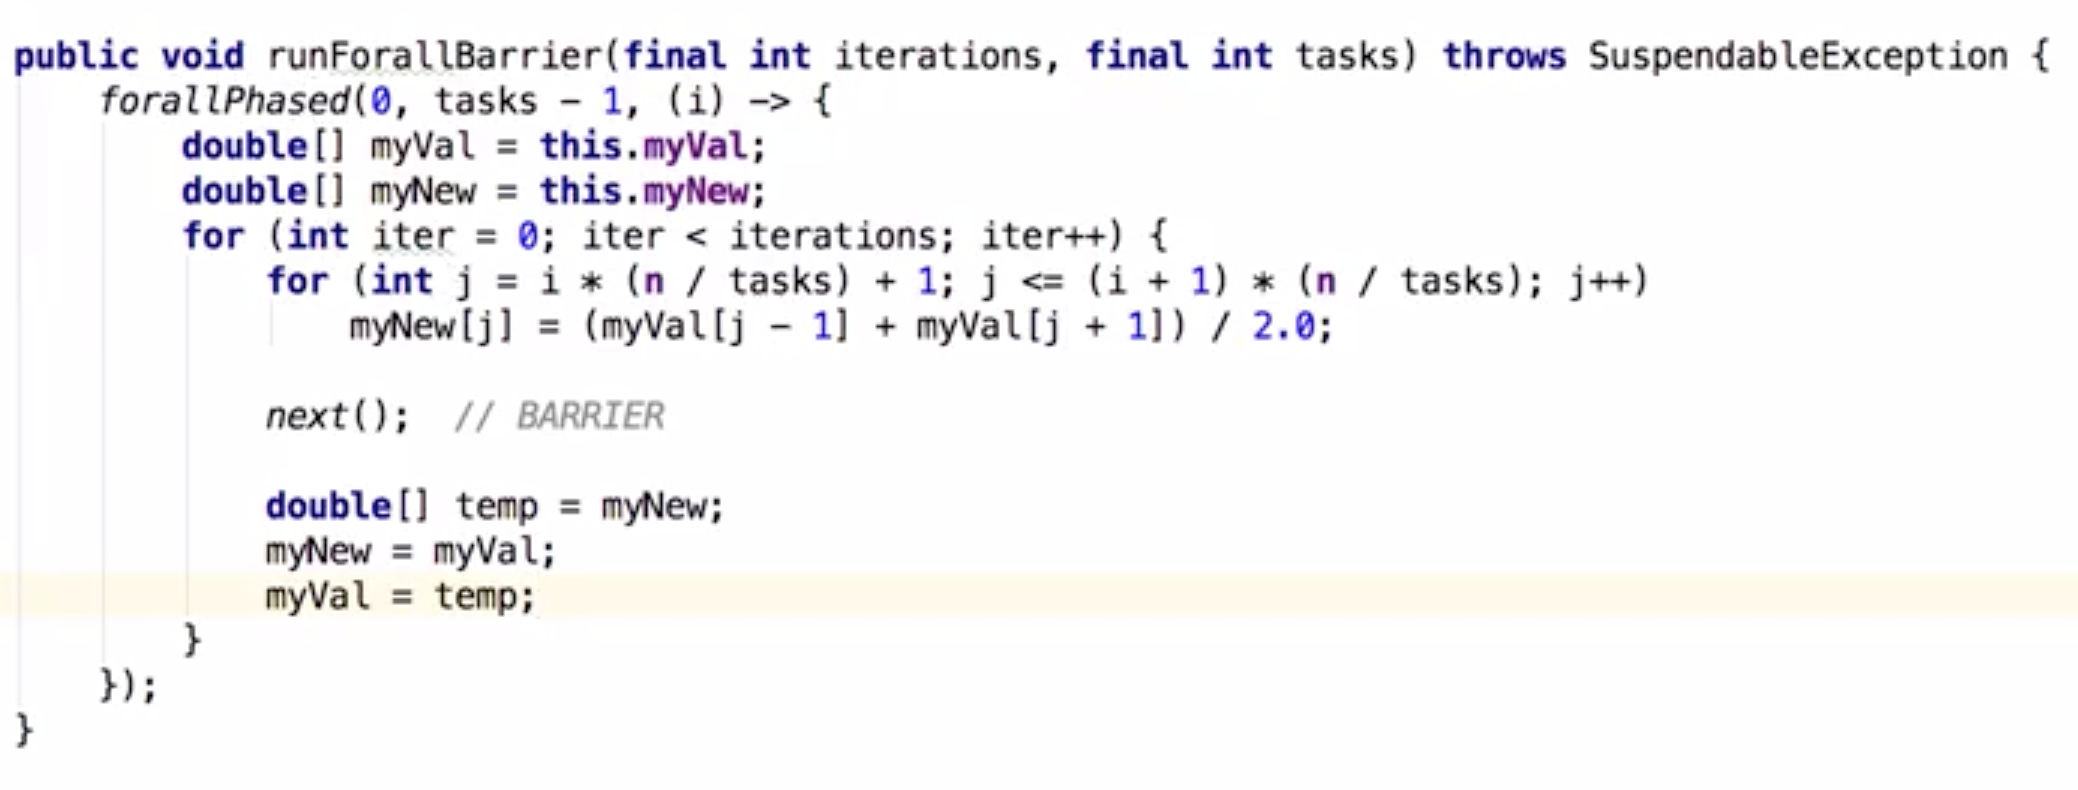 public void runForallBarrier(final int iterations, final int tasks) throws SuspendableException {
    forallPhased(0, tasks - 1, (i) -> {
        double[] myVal = this.myVal;
        double[] myNew = this.myNew;
        for (int iter = 0; iter < iterations; iter++) {
            for (int j = i * (n / tasks) + 1; j <= (i + 1) * (n / tasks); j++)
                myNew[j] = (myVal[j - 1] + myVal[j + 1]) / 2.0;
            next();  // BARRIER
            double[] temp = myNew;
            myNew = myVal;
            myVal = temp;
        }
    });
}